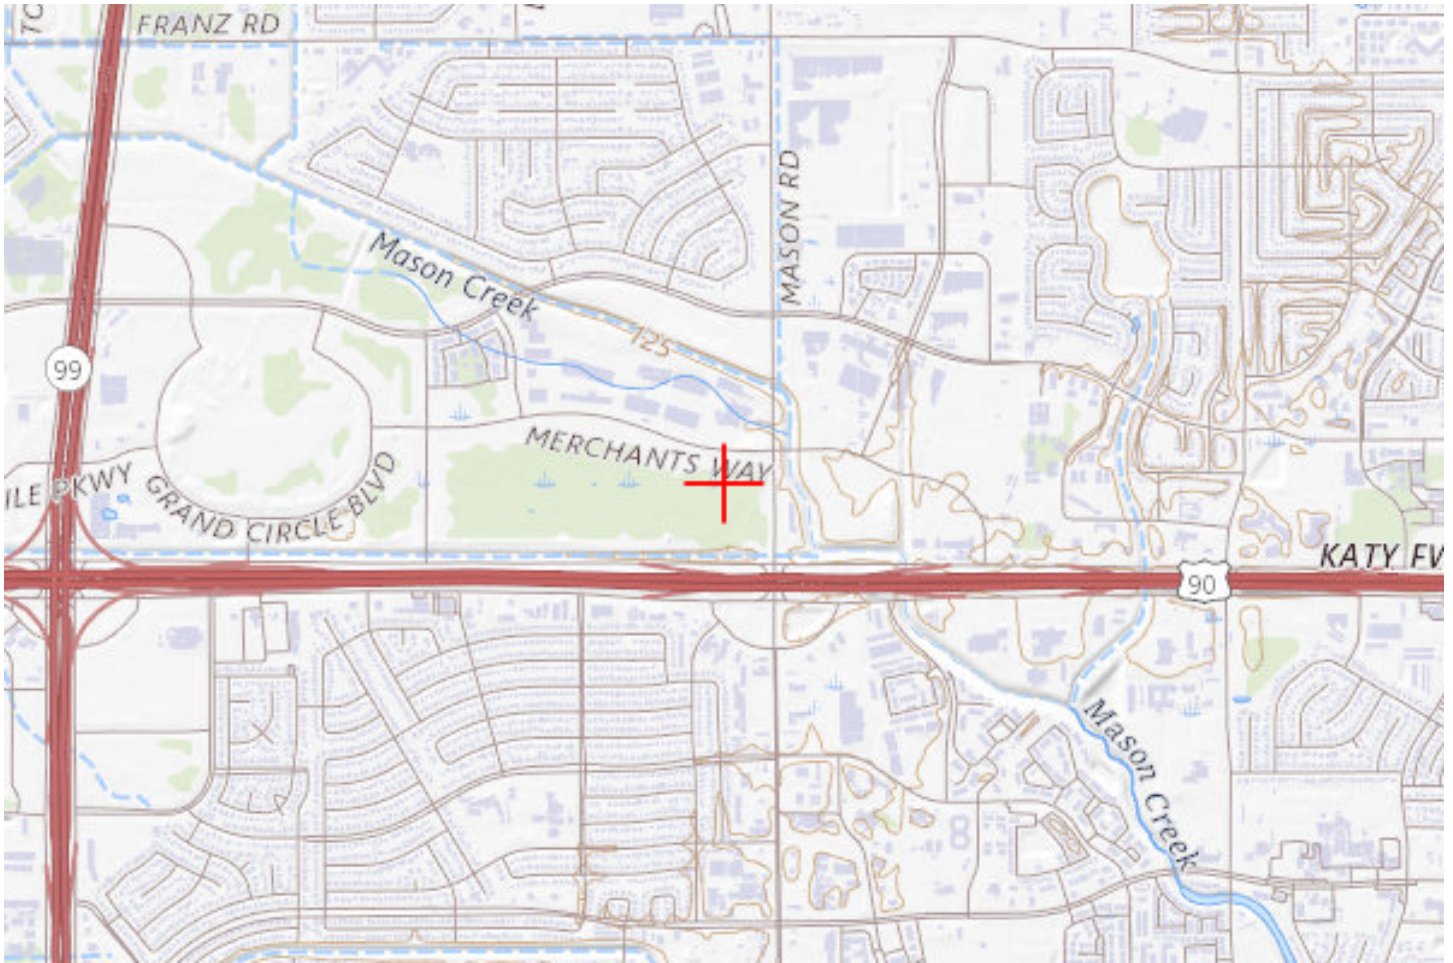 FRANZ RD
MASON RD
Mason Creek
125
99
MERCHANTS WAY
ILE PKWY
GRAND CIRCLE BLVD
KATY FW
90
Mason Creek